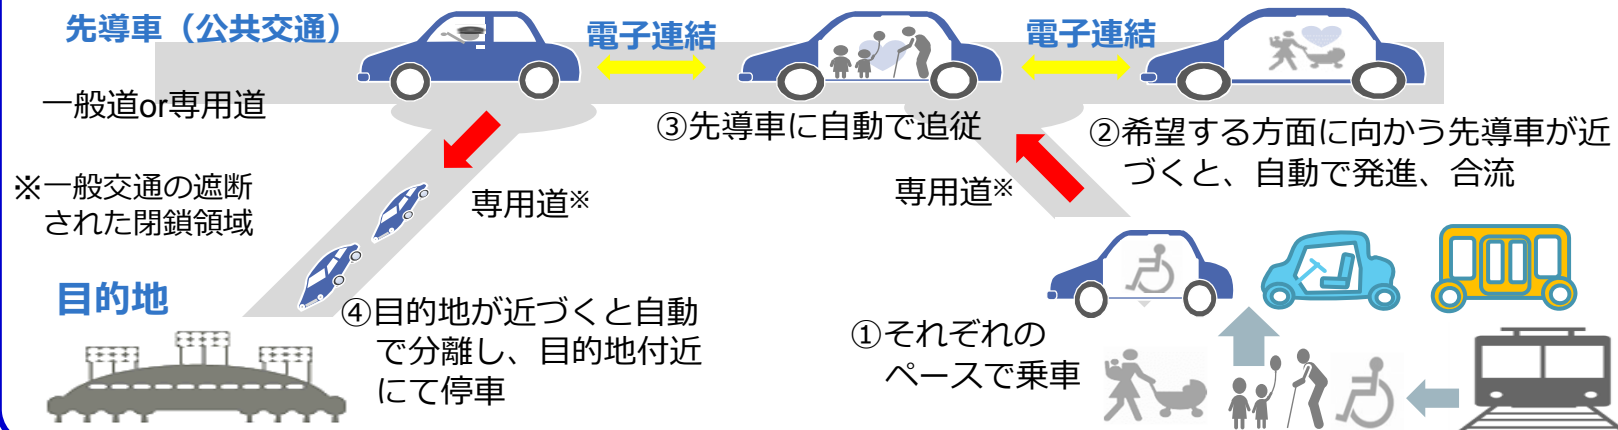 先導車（公共交通）
電子連結
電子連結
一般道or専用道
③先導車に自動で追従
②希望する方面に向かう先導車が近
づくと、自動で発進、合流
※一般交通の遮断
された閉鎖領域
専用道※
専用道※
目的地
④目的地が近づくと自動
で分離し、目的地付近
にて停車
①それぞれの
ペースで乗車